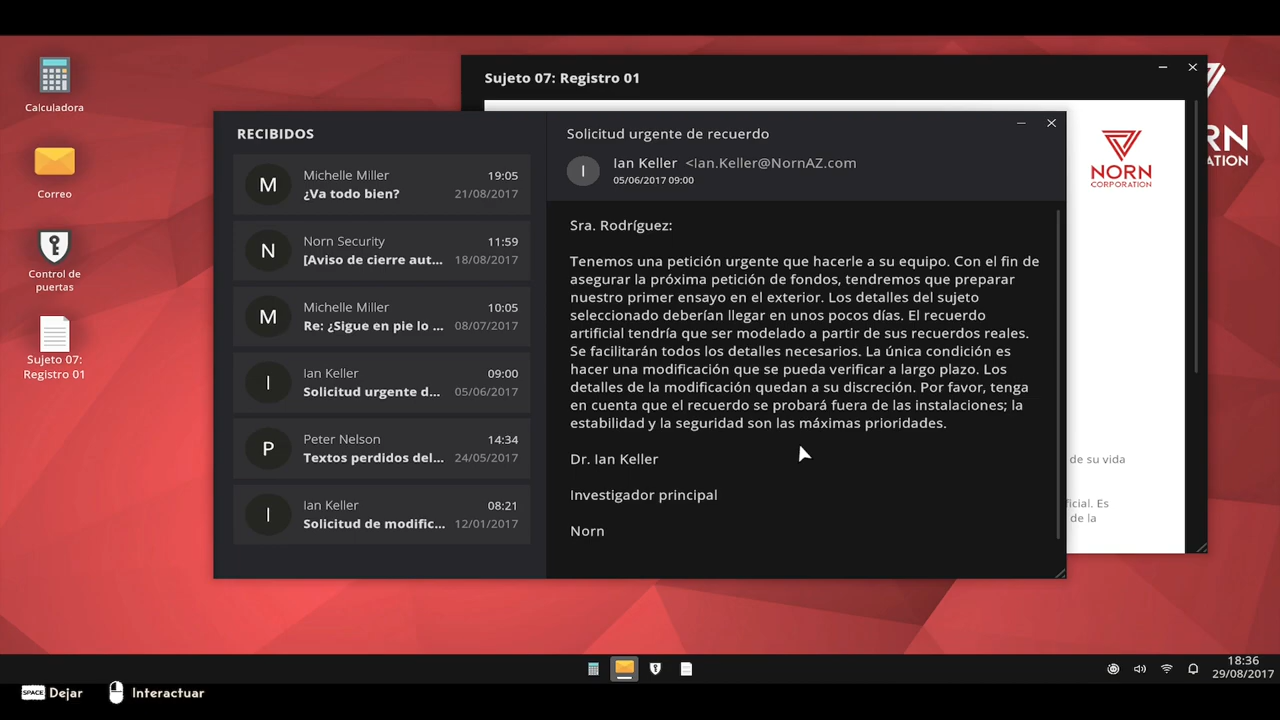 Calculadora
Correo
Control de
puertas
Sujeto 07:
Registro 01
Sujeto 07: Registro 01
NORN
CORPORATION
RN
ATION
de su vida
ficial. Es
de la
RECIBIDOS
M
Michelle Miller 19:05
¿Va todo bien? 21/08/2017
N
Norn Security 11:59
[Aviso de cierre aut... 18/08/2017
M
Michelle Miller 10:05
Re: ¿Sigue en pie lo ... 08/07/2017
I
Ian Keller 09:00
Solicitud urgente d... 05/06/2017
P
Peter Nelson 14:34
Textos perdidos del... 24/05/2017
I
Ian Keller 08:21
Solicitud de modific... 12/01/2017
Solicitud urgente de recuerdo
I
Ian Keller <Ian.Keller@NornAZ.com>
05/06/2017 09:00
Sra. Rodríguez:
Tenemos una petición urgente que hacerle a su equipo. Con el fin de
asegurar la próxima petición de fondos, tendremos que preparar
nuestro primer ensayo en el exterior. Los detalles del sujeto
seleccionado deberían llegar en unos pocos días. El recuerdo
artificial tendría que ser modelado a partir de sus recuerdos reales.
Se facilitarán todos los detalles necesarios. La única condición es
hacer una modificación que se pueda verificar a largo plazo. Los
detalles de la modificación quedan a su discreción. Por favor, tenga
en cuenta que el recuerdo se probará fuera de las instalaciones; la
estabilidad y la seguridad son las máximas prioridades.
Dr. Ian Keller
Investigador principal
Norn
18:36
29/08/2017
SPACE Dejar
Interactuar